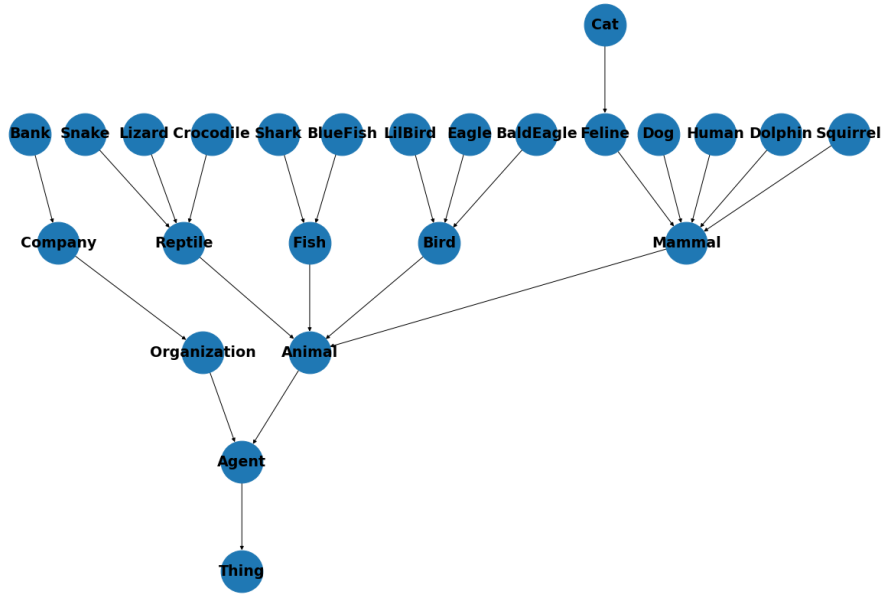 Cat
Bank Snake Lizard Crocodile Shark BlueFish LilBird Eagle BaldEagle Feline Dog Human Dolphin Squirrel
Company Reptile Fish Bird Mammal
Organization Animal
Agent
Thing